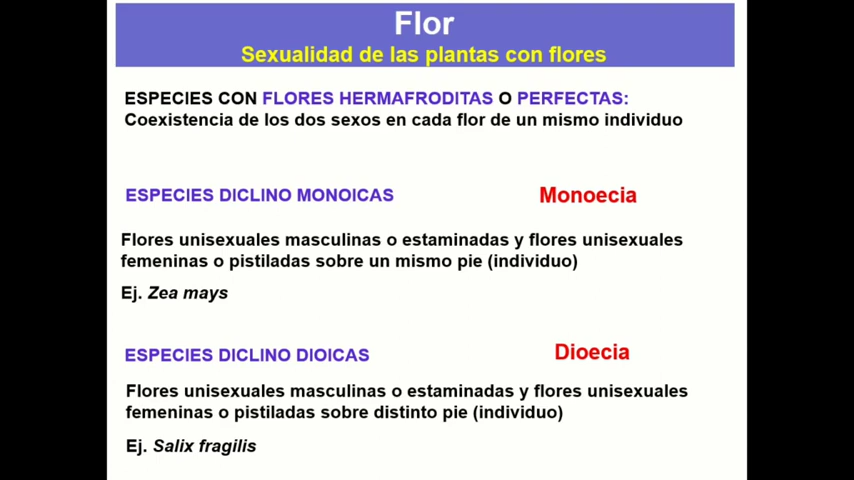 Flor
Sexualidad de las plantas con flores
ESPECIES CON FLORES HERMAFRODITAS O PERFECTAS:
Coexistencia de los dos sexos en cada flor de un mismo individuo
ESPECIES DICLINO MONOICAS
Monoecia
Flores unisexuales masculinas o estaminadas y flores unisexuales
femeninas o pistiladas sobre un mismo pie (individuo)
Ej. Zea mays
ESPECIES DICLINO DIOICAS
Dioecia
Flores unisexuales masculinas o estaminadas y flores unisexuales
femeninas o pistiladas sobre distinto pie (individuo)
Ej. Salix fragilis